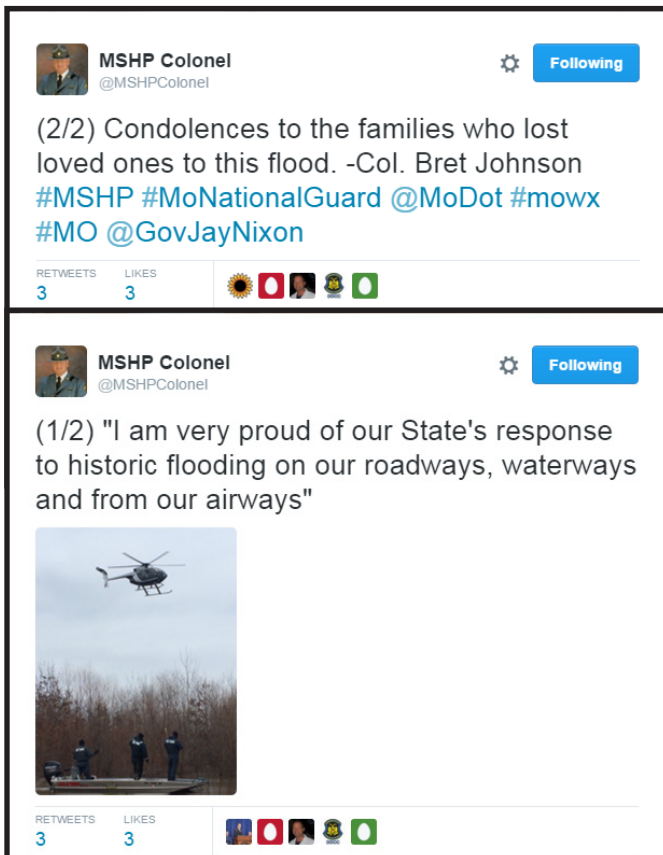 MSHP Colonel
@MSHPColonel
Following
(2/2) Condolences to the families who lost
loved ones to this flood. -Col. Bret Johnson
#MSHP #MoNationalGuard @MoDot #mowx
#MO @GovJayNixon
RETWEETS LIKES
3 3
MSHP Colonel
@MSHPColonel
Following
(1/2) "I am very proud of our State's response
to historic flooding on our roadways, waterways
and from our airways"
RETWEETS LIKES
3 3